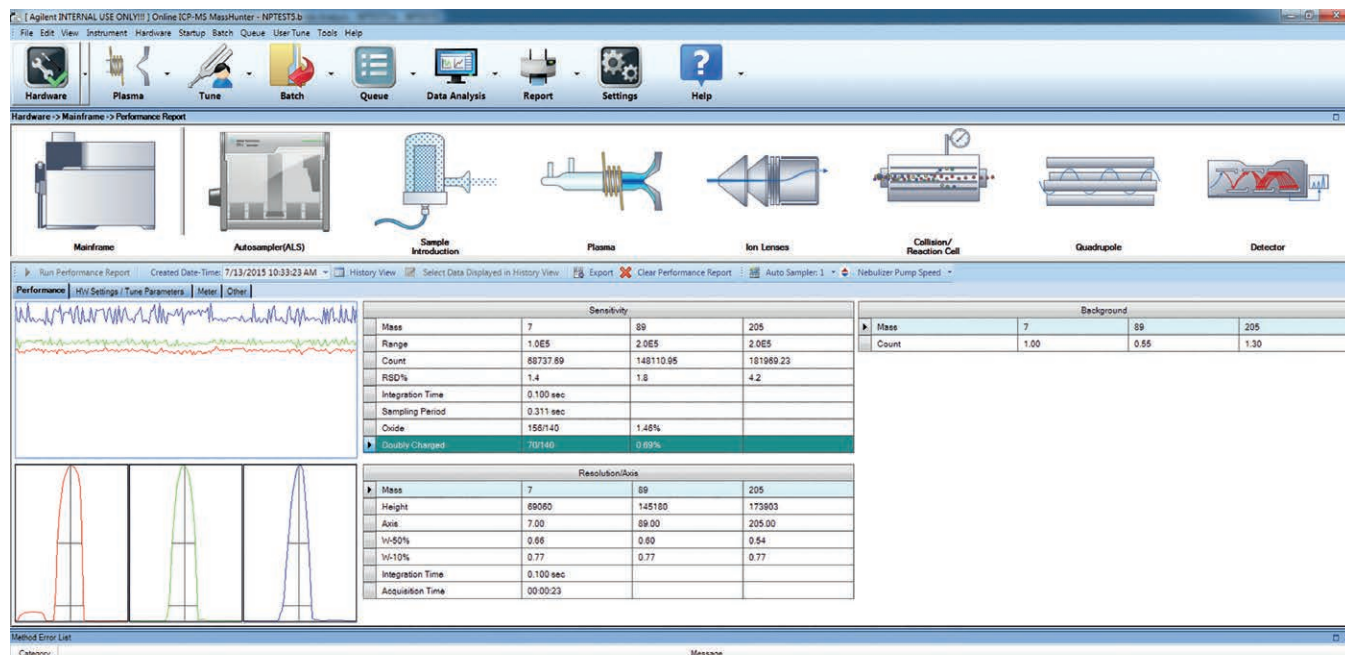 [ Agilent INTERNAL USE ONLY!!! ] Online ICP-MS MassHunter - NPTESTS.b
File Edit View Instrument Hardware Startup Batch Queue User Tune Tools Help
Hardware Plasma Tune Batch Queue Data Analysis Report Settings Help
Hardware -> Mainframe -> Performance Report
Mainframe Autosampler(ALS) Sample Introduction Plasma Ion Lenses Collision/ Reaction Cell Quadrupole Detector
Run Performance Report Created Date-Time: 7/13/2015 10:33:23 AM History View Select Data Displayed in History View Export Clear Performance Report Auto Sampler: 1 Nebulizer Pump Speed
Performance HW Settings / Tune Parameters Meter Other
Sensitivity
Mass 7 89 205
Range 1.0E5 2.0E5 2.0E5
Count 68737.69 148110.95 181969.23
RSD% 1.4 1.8 4.2
Integration Time 0.100 sec
Sampling Period 0.311 sec
Oxide 156/140 1.46%
Doubly Charged 70/140 0.69%
Background
Mass 7 89 205
Count 1.00 0.55 1.30
Resolution/Axis
Mass 7 89 205
Height 69060 145180 173903
Axis 7.00 89.00 205.00
W-50% 0.66 0.60 0.54
W-10% 0.77 0.77 0.77
Integration Time 0.100 sec
Acquisition Time 00:00:23
Method Error List
Category Message